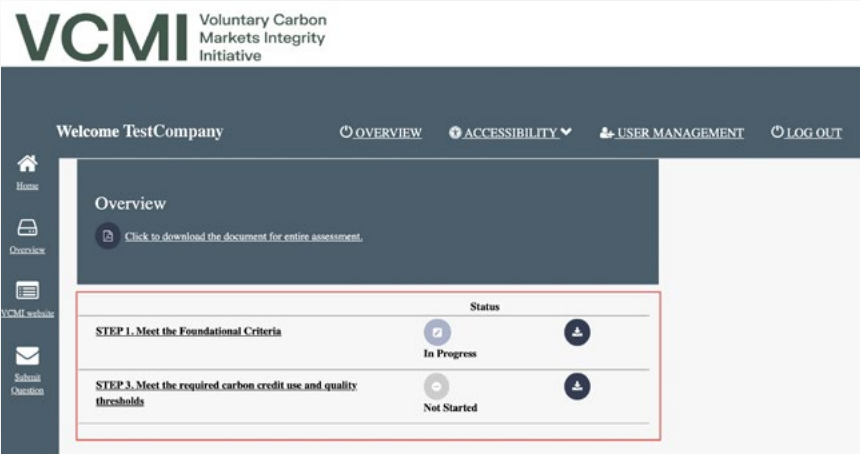 VCMI
Voluntary Carbon
Markets Integrity
Initiative
Welcome TestCompany
OVERVIEW
ACCESSIBILITY
USER MANAGEMENT
LOG OUT
Home
Overview
VCMI website
Submit
Question
Overview
Click to download the document for entire assessment.
Status
STEP 1. Meet the Foundational Criteria
In Progress
STEP 3. Meet the required carbon credit use and quality
thresholds
Not Started